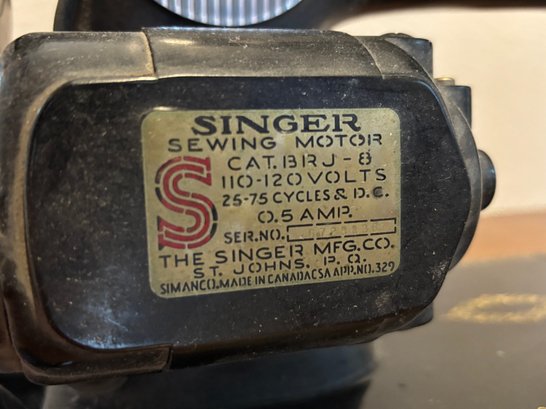 SINGER
SEWING MOTOR
S
CAT. BRJ-8
110-120 VOLTS
25-75 CYCLES & D.C.
0.5 AMP.
SER.NO.
THE SINGER MFG.CO.
ST. JOHNS, P. Q.
SIMANCO. MADE IN CANADA CSA APP. NO. 329